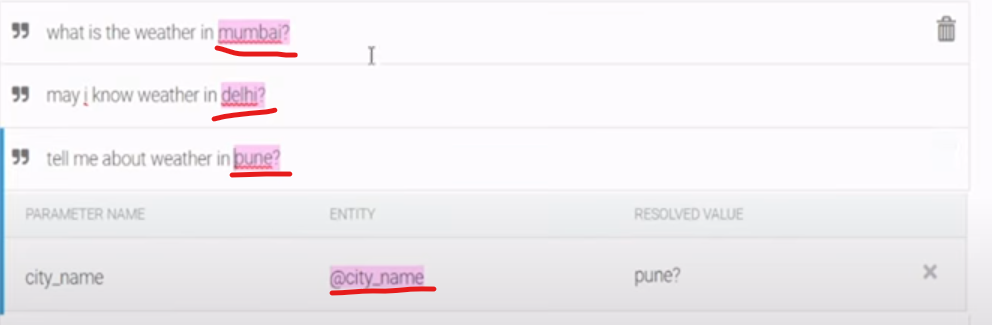 what is the weather in mumbai?
may i know weather in delhi?
tell me about weather in pune?
PARAMETER NAME ENTITY RESOLVED VALUE
city_name @city_name pune?